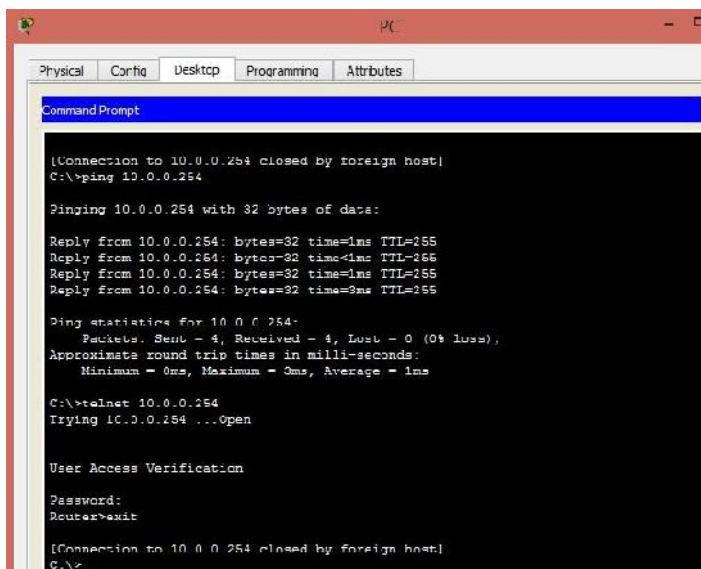 PC
Physical Config Desktop Programming Attributes
Command Prompt
[Connection to 10.0.0.254 closed by foreign host]
C:\>ping 10.0.0.254
Pinging 10.0.0.254 with 32 bytes of data:
Reply from 10.0.0.254: bytes=32 time=1ms TTL=255
Reply from 10.0.0.254: bytes=32 time<1ms TTL=255
Reply from 10.0.0.254: bytes=32 time=1ms TTL=255
Reply from 10.0.0.254: bytes=32 time=3ms TTL=255
Ping statistics for 10.0.0.254:
Packets: Sent = 4, Received = 4, Lost = 0 (0% loss),
Approximate round trip times in milli-seconds:
Minimum = 0ms, Maximum = 3ms, Average = 1ms
C:\>telnet 10.0.0.254
Trying 10.0.0.254 ...Open
User Access Verification
Password:
Router>exit
[Connection to 10.0.0.254 closed by foreign host]
C:\>